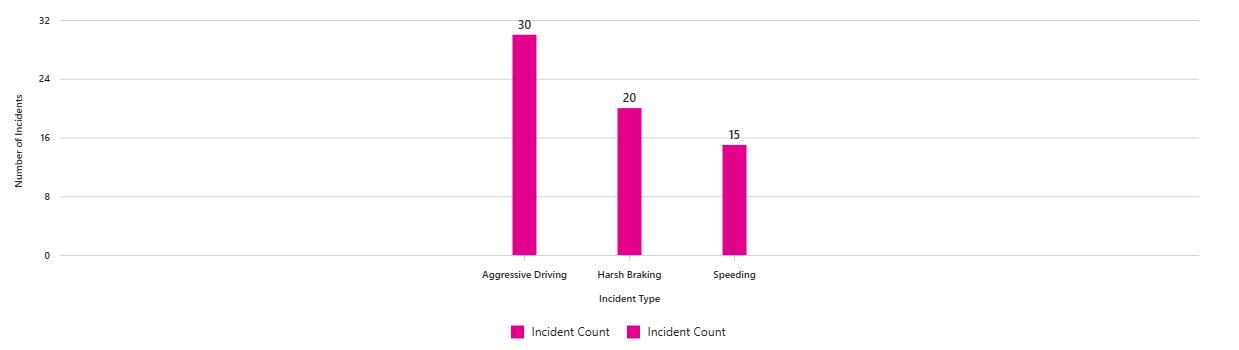 32
30
24
20
16
15
8
0
Number of Incidents
Aggressive Driving Harsh Braking Speeding
Incident Type
Incident Count Incident Count